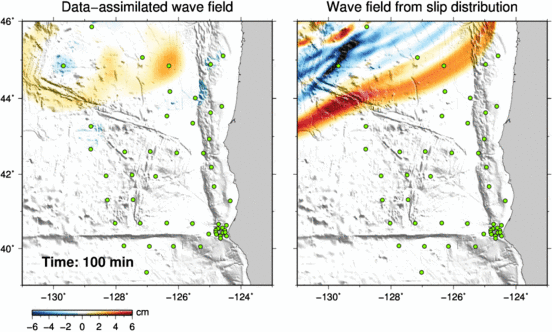 Data−assimilated wave field
Wave field from slip distribution
46˚
44˚
42˚
40˚
Time: 100 min
−130˚ −128˚ −126˚ −124˚
−130˚ −128˚ −126˚ −124˚
cm
−6 −4 −2 0 2 4 6